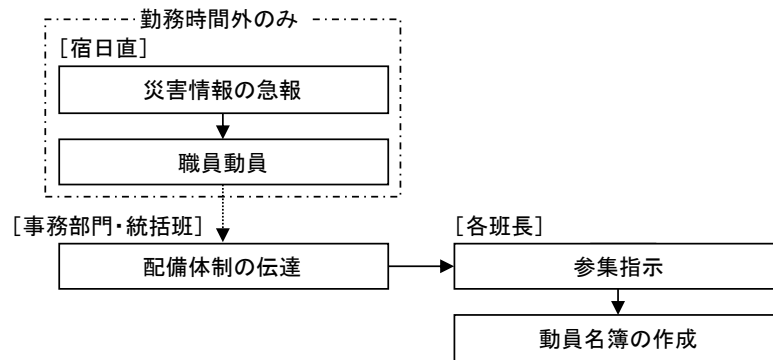 勤務時間外のみ
[宿日直]
災害情報の急報
職員動員
[事務部門・統括班]
[各班長]
配備体制の伝達
参集指示
動員名簿の作成